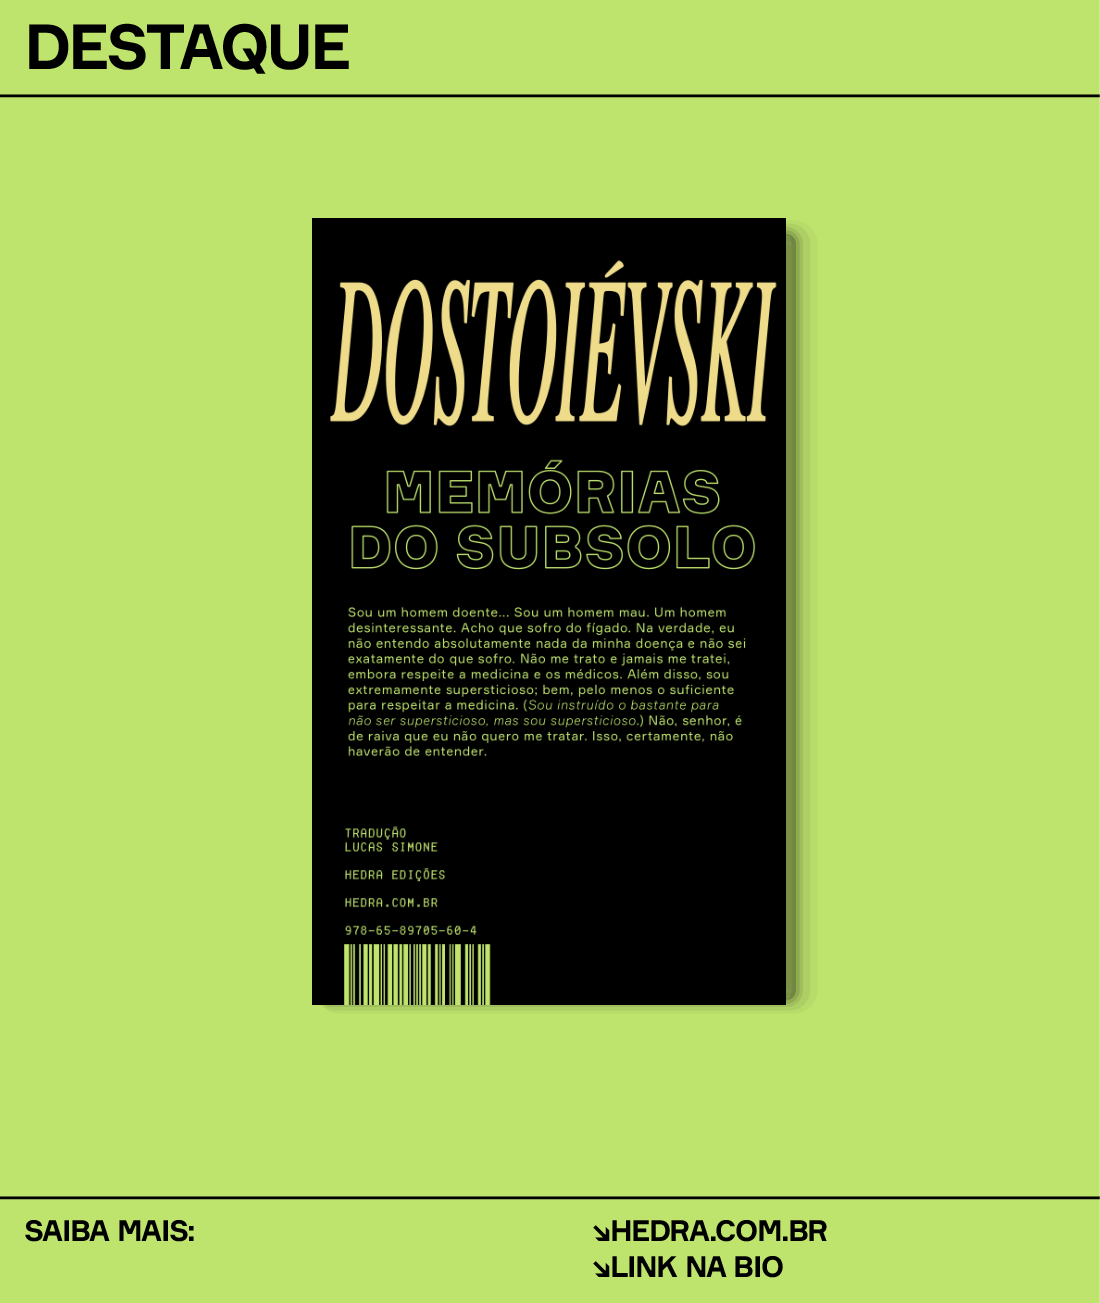 DESTAQUE
DOSTOIÉVSKI
MEMÓRIAS
DO SUBSOLO
Sou um homem doente... Sou um homem mau. Um homem
desinteressante. Acho que sofro do fígado. Na verdade, eu
não entendo absolutamente nada da minha doença e não sei
exatamente do que sofro. Não me trato e jamais me tratei,
embora respeite a medicina e os médicos. Além disso, sou
extremamente supersticioso; bem, pelo menos o suficiente
para respeitar a medicina. (Sou instruído o bastante para
não ser supersticioso, mas sou supersticioso.) Não, senhor, é
de raiva que eu não quero me tratar. Isso, certamente, não
haverão de entender.
TRADUÇÃO
LUCAS SIMONE
HEDRA EDIÇÕES
HEDRA.COM.BR
978-65-89705-60-4
SAIBA MAIS:
↘HEDRA.COM.BR
↘LINK NA BIO